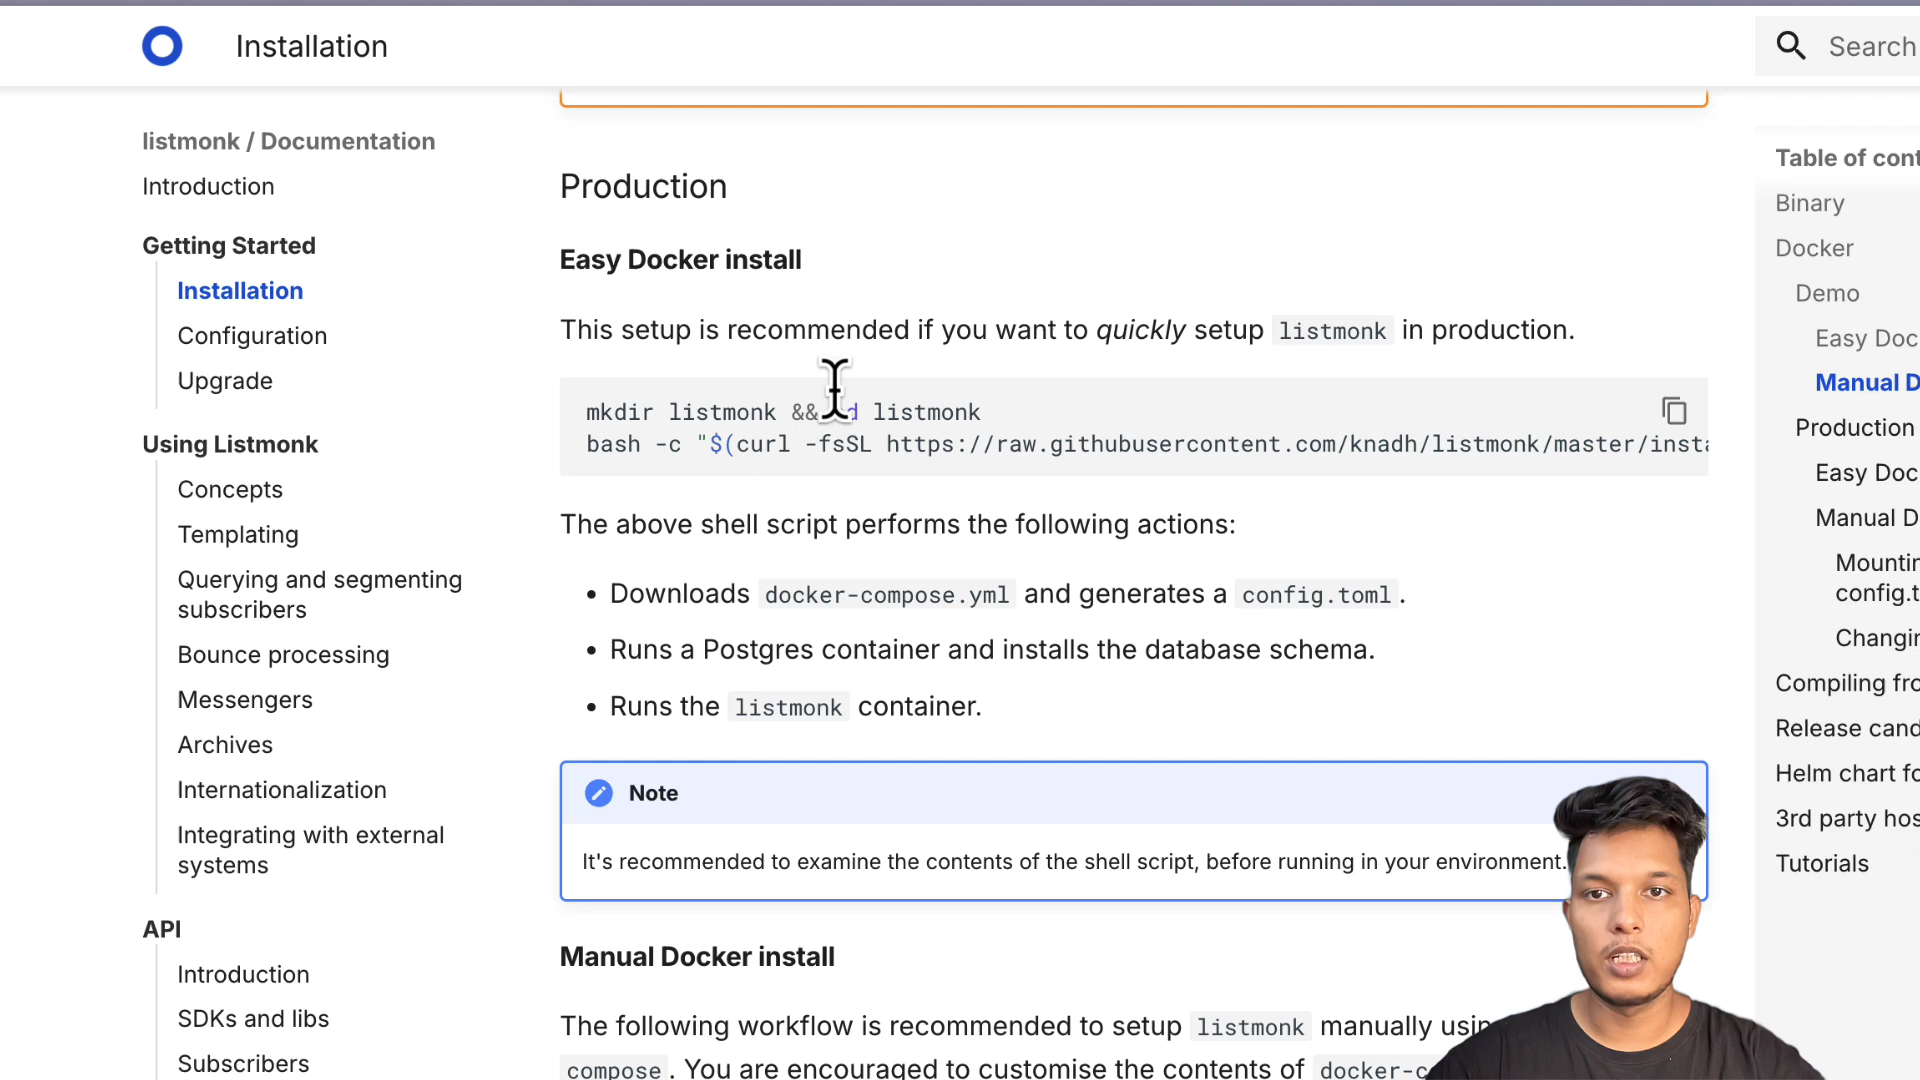 Installation
Search
listmonk / Documentation
Introduction
Getting Started
Installation
Configuration
Upgrade
Using Listmonk
Concepts
Templating
Querying and segmenting
subscribers
Bounce processing
Messengers
Archives
Internationalization
Integrating with external
systems
API
Introduction
SDKs and libs
Subscribers
Production
Easy Docker install
This setup is recommended if you want to quickly setup listmonk in production.
mkdir listmonk && d listmonk
bash -c "$(curl -fsSL https://raw.githubusercontent.com/knadh/listmonk/master/insta
The above shell script performs the following actions:
• Downloads docker-compose.yml and generates a config.toml.
• Runs a Postgres container and installs the database schema.
• Runs the listmonk container.
Note
It's recommended to examine the contents of the shell script, before running in your environment.
Manual Docker install
The following workflow is recommended to setup listmonk manually usin
compose. You are encouraged to customise the contents of docker-c
Table of cont
Binary
Docker
Demo
Easy Doc
Manual D
Production
Easy Doc
Manual D
Mountin
config.t
Changin
Compiling fro
Release cand
Helm chart fo
3rd party hos
Tutorials